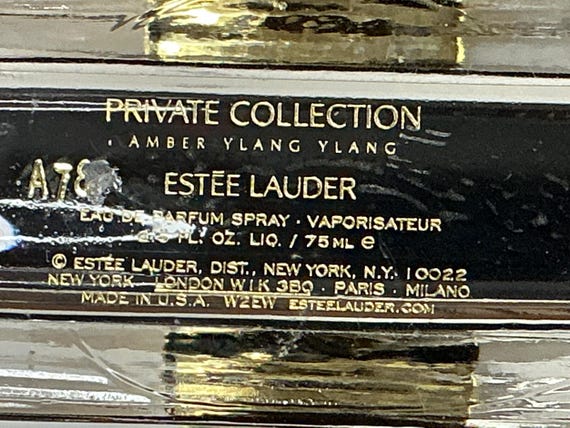 PRIVATE COLLECTION
AMBER YLANG YLANG
A78
ESTĒE LAUDER
EAU DE PARFUM SPRAY · VAPORISATEUR
FL. OZ. LIQ. / 75 ML e
© ESTĒE LAUDER, DIST., NEW YORK, N.Y. 10022
NEW YORK · LONDON W1K 3BQ · PARIS · MILANO
MADE IN U.S.A. W2EW ESTEELAUDER.COM